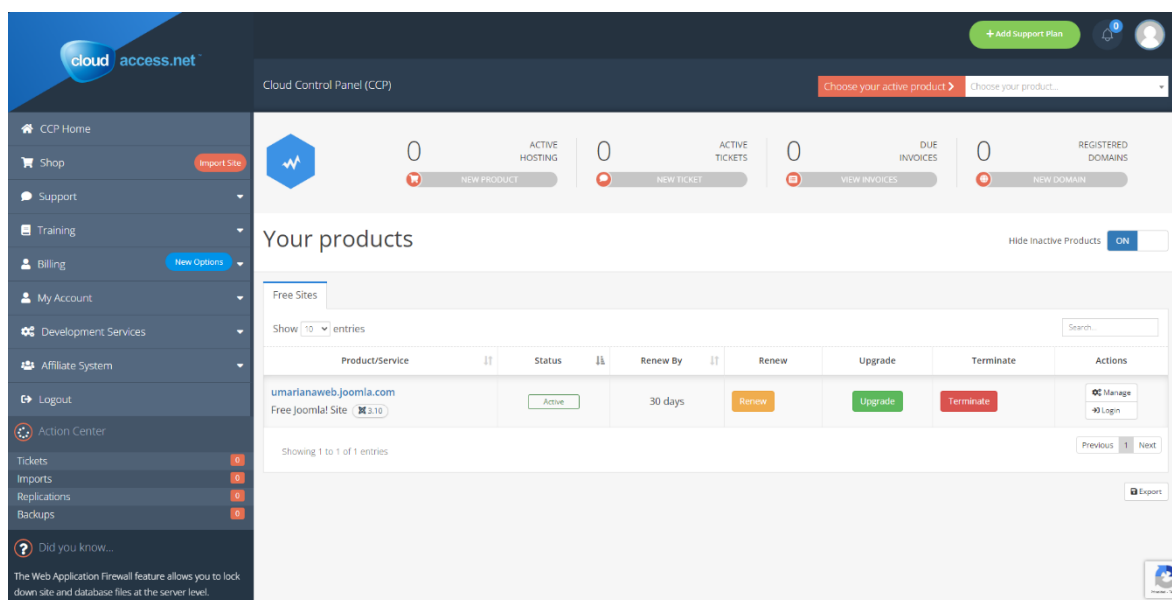 cloud access.net™
+ Add Support Plan
0
Cloud Control Panel (CCP)
Choose your active product
Choose your product...
CCP Home
Shop
Import Site
Support
Training
Billing
New Options
My Account
Development Services
Affiliate System
Logout
Action Center
Tickets 0
Imports 0
Replications 0
Backups 0
Did you know...
The Web Application Firewall feature allows you to lock
down site and database files at the server level.
0 ACTIVE HOSTING
NEW PRODUCT
0 ACTIVE TICKETS
NEW TICKET
0 DUE INVOICES
VIEW INVOICES
0 REGISTERED DOMAINS
NEW DOMAIN
Your products
Hide Inactive Products ON
Free Sites
Show 10 entries
Search...
Product/Service Status Renew By Renew Upgrade Terminate Actions
umarianaweb.joomla.com
Free Joomla! Site 3.10
Active
30 days
Renew
Upgrade
Terminate
Manage
Login
Showing 1 to 1 of 1 entries
Previous 1 Next
Export